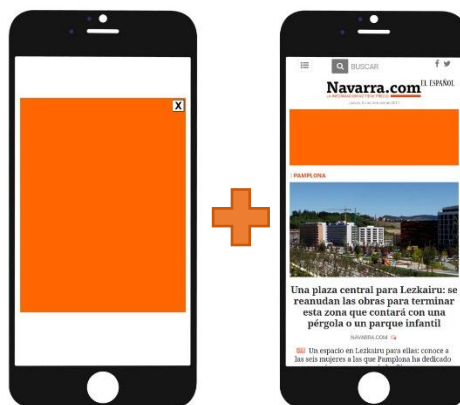 X
BUSCAR
f
Navarra.com EL ESPAÑOL
PAMPLONA
Una plaza central para Lezkairu: se
reanudan las obras para terminar
esta zona que contará con una
pérgola o un parque infantil
NAVARRA.COM
Un espacio en Lezkairu para ellas: conoce a
las seis mujeres a las que Pamplona ha dedicado